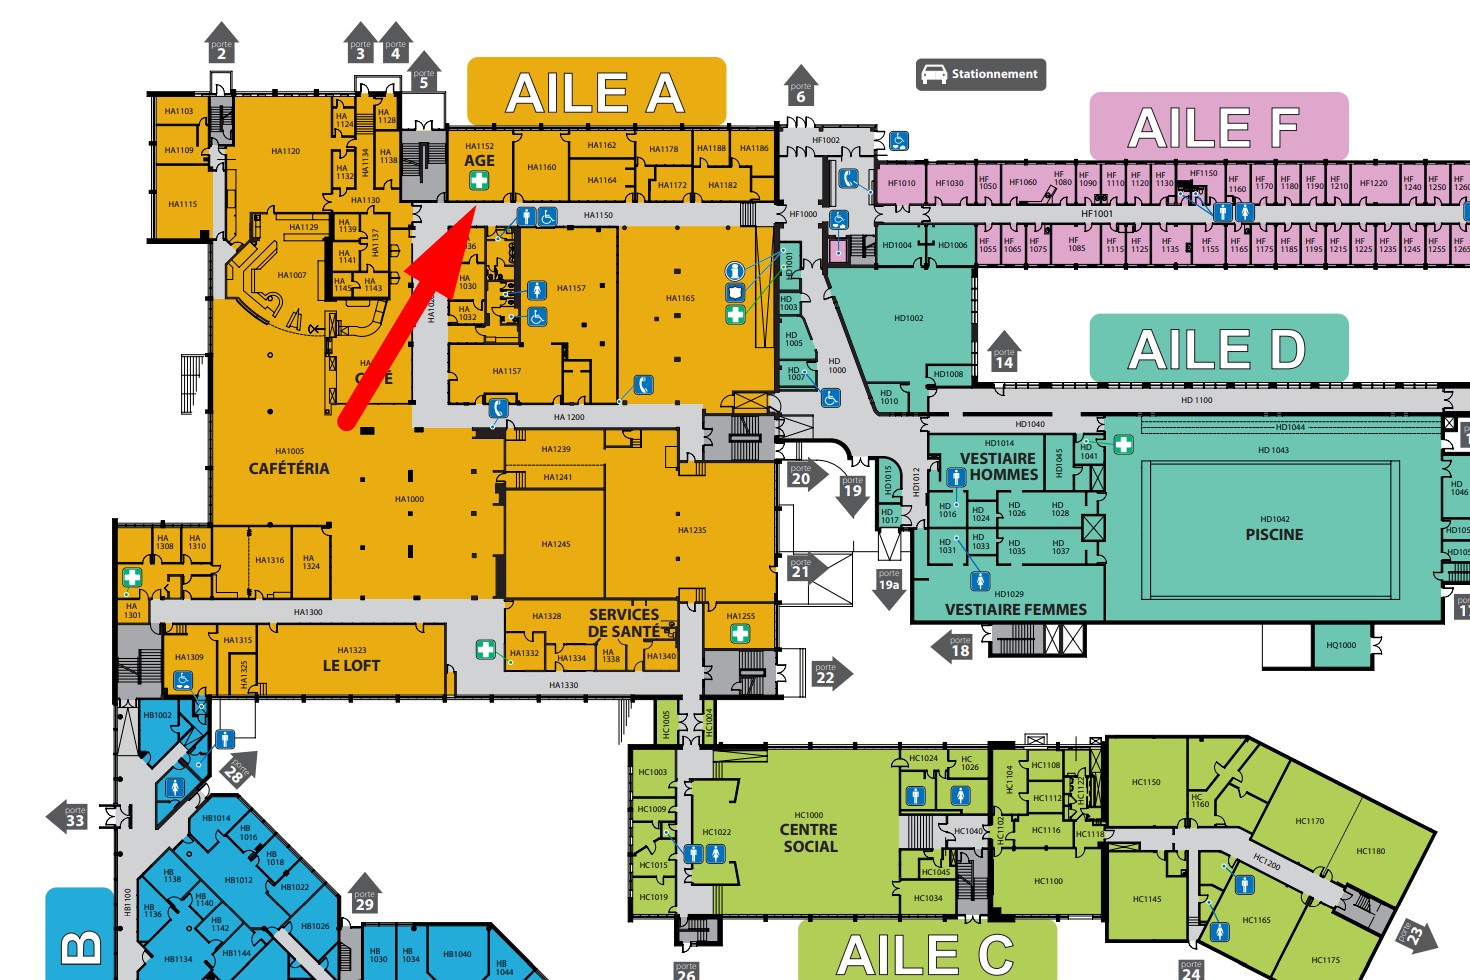 porte
2
porte
3
porte
4
porte
5
AILE A
porte
6
Stationnement
AILE F
HA1103
HA1109
HA1115
HA1120
HA
1124
HA
1128
HA1134
HA
1138
HA
1132
HA1130
HA1152
AGE
HA1160
HA1162
HA1164
HA1178
HA1188
HA1186
HA1172
HA1182
HF1002
HF1010
HF1030
HF
1050
HF1060
HF
1080
HF
1090
HF
1110
HF
1120
HF
1130
HF1150
HF
1160
HF
1170
HF
1180
HF
1190
HF
1210
HF1220
HF
1240
HF
1250
HF
1260
HA1150
HF1000
HF1001
HD1004
HD1006
HF
1055
HF
1065
HF
1075
HF
1085
HF
1115
HF
1125
HF
1135
HF
1155
HF
1165
HF
1175
HF
1185
HF
1195
HF
1215
HF
1225
HF
1235
HF
1245
HF
1255
HA1129
HA
1139
HA1137
HA
1141
HA
1145
HA
1143
HA1007
HA
1030
HA
1032
HA1157
HA1165
HD1001
HD
1003
HD
1005
HD
1007
HD
1000
HD1002
HD1008
HD
1010
AILE D
porte
14
HA1157
HA 1200
HD 1100
HD1040
HD1044
HD 1043
HA1005
CAFÉTÉRIA
HA1000
HA1239
HA1241
HA1245
HA1235
porte
20
porte
19
porte
21
porte
19a
HD1015
HD1012
HD
1017
HD1014
VESTIAIRE
HOMMES
HD1045
HD
1041
HD
1016
HD
1024
HD
1026
HD
1028
HD
1031
HD
1033
HD
1035
HD
1037
HD1029
VESTIAIRE FEMMES
HD1042
PISCINE
HD
1046
HQ1000
porte
18
HA
1308
HA
1310
HA1316
HA
1324
HA
1301
HA1300
HA1309
HA1315
HA1325
HA1323
LE LOFT
HA1328
SERVICES
DE SANTÉ
HA1332
HA1334
HA
1338
HA1340
HA1255
HA1330
porte
22
HB1002
porte
28
porte
33
HC1005
HC1004
HC1003
HC1009
HC1015
HC1019
HC1022
HC1000
CENTRE
SOCIAL
HC1024
HC
1026
HC1040
HC1045
HC1034
HC1104
HC1108
HC1112
HC1122
HC1102
HC1116
HC1118
HC1100
HC1150
HC
1160
HC1170
HC1180
HC1200
HC1145
HC1165
HC1175
porte
23
porte
24
porte
26
AILE C
HB1014
HB
1016
HB
1018
HB1012
HB1022
HB
1138
HB
1140
HB
1136
HB
1142
HB1144
HB1134
HB1026
HB1100
porte
29
HB
1030
HB
1034
HB1040
HB
1044
B